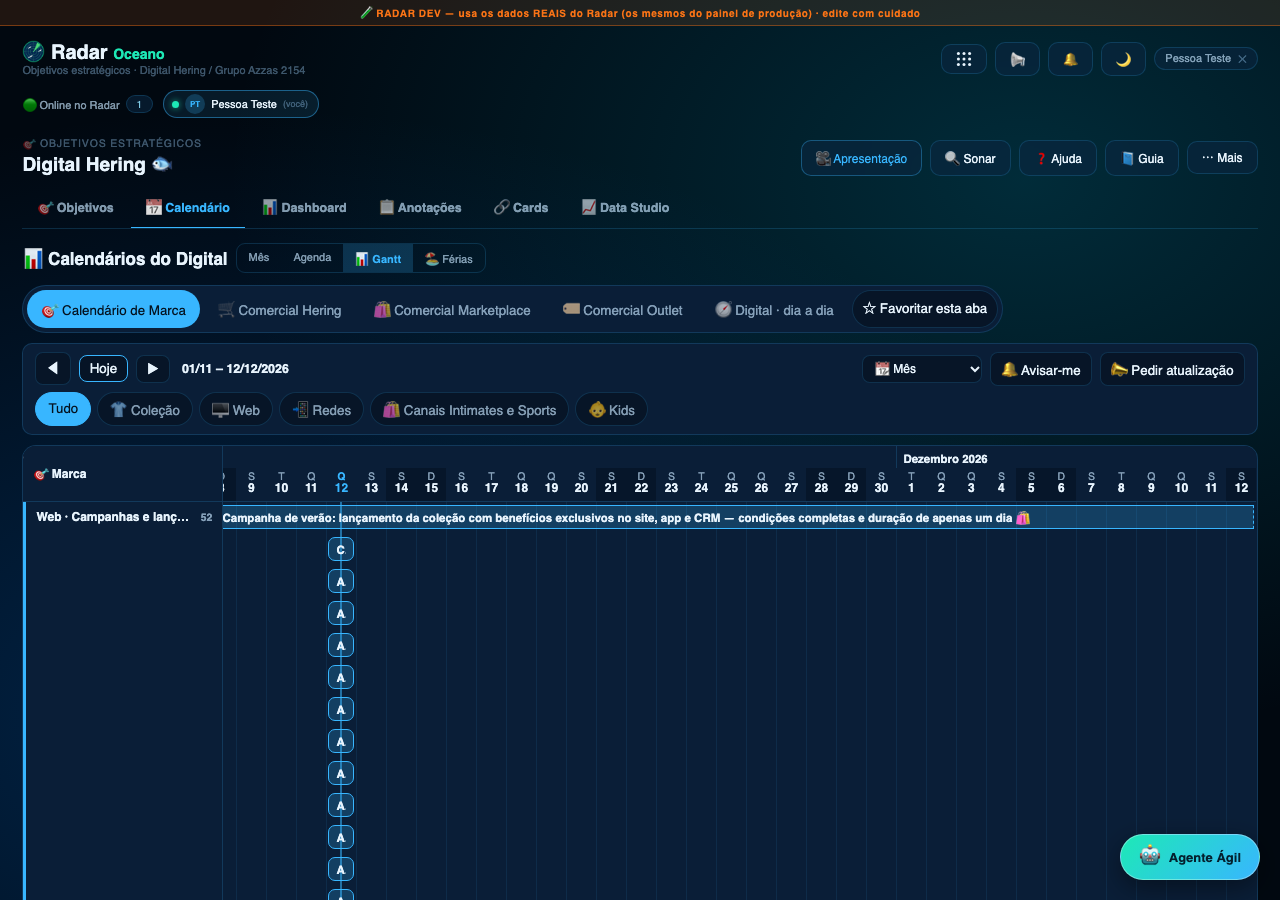 RADAR DEV — usa os dados REAIS do Radar (os mesmos do painel de produção) · edite com cuidado
Radar Oceano
Objetivos estratégicos · Digital Hering / Grupo Azzas 2154
Pessoa Teste ×
Online no Radar 1 PT Pessoa Teste (você)
OBJETIVOS ESTRATÉGICOS
Digital Hering
Apresentação Sonar ❓ Ajuda Guia ··· Mais
Objetivos Calendário Dashboard Anotações Cards Data Studio
Calendários do Digital Mês Agenda Gantt Férias
Calendário de Marca Comercial Hering Comercial Marketplace Comercial Outlet Digital · dia a dia ☆ Favoritar esta aba
◀ Hoje ▶ 01/11 – 12/12/2026 Mês Avisar-me Pedir atualização
Tudo Coleção Web Redes Canais Intimates e Sports Kids
Marca
Dezembro 2026
S T Q Q S S D S T Q Q S S D S T Q Q S S D S T Q Q S S D S T Q Q S
9 10 11 12 13 14 15 16 17 18 19 20 21 22 23 24 25 26 27 28 29 30 1 2 3 4 5 6 7 8 9 10 11 12
Web · Campanhas e lanç... 52
Campanha de verão: lançamento da coleção com benefícios exclusivos no site, app e CRM — condições completas e duração de apenas um dia
C
A
A
A
A
A
A
A
A
A
A
Agente Ágil